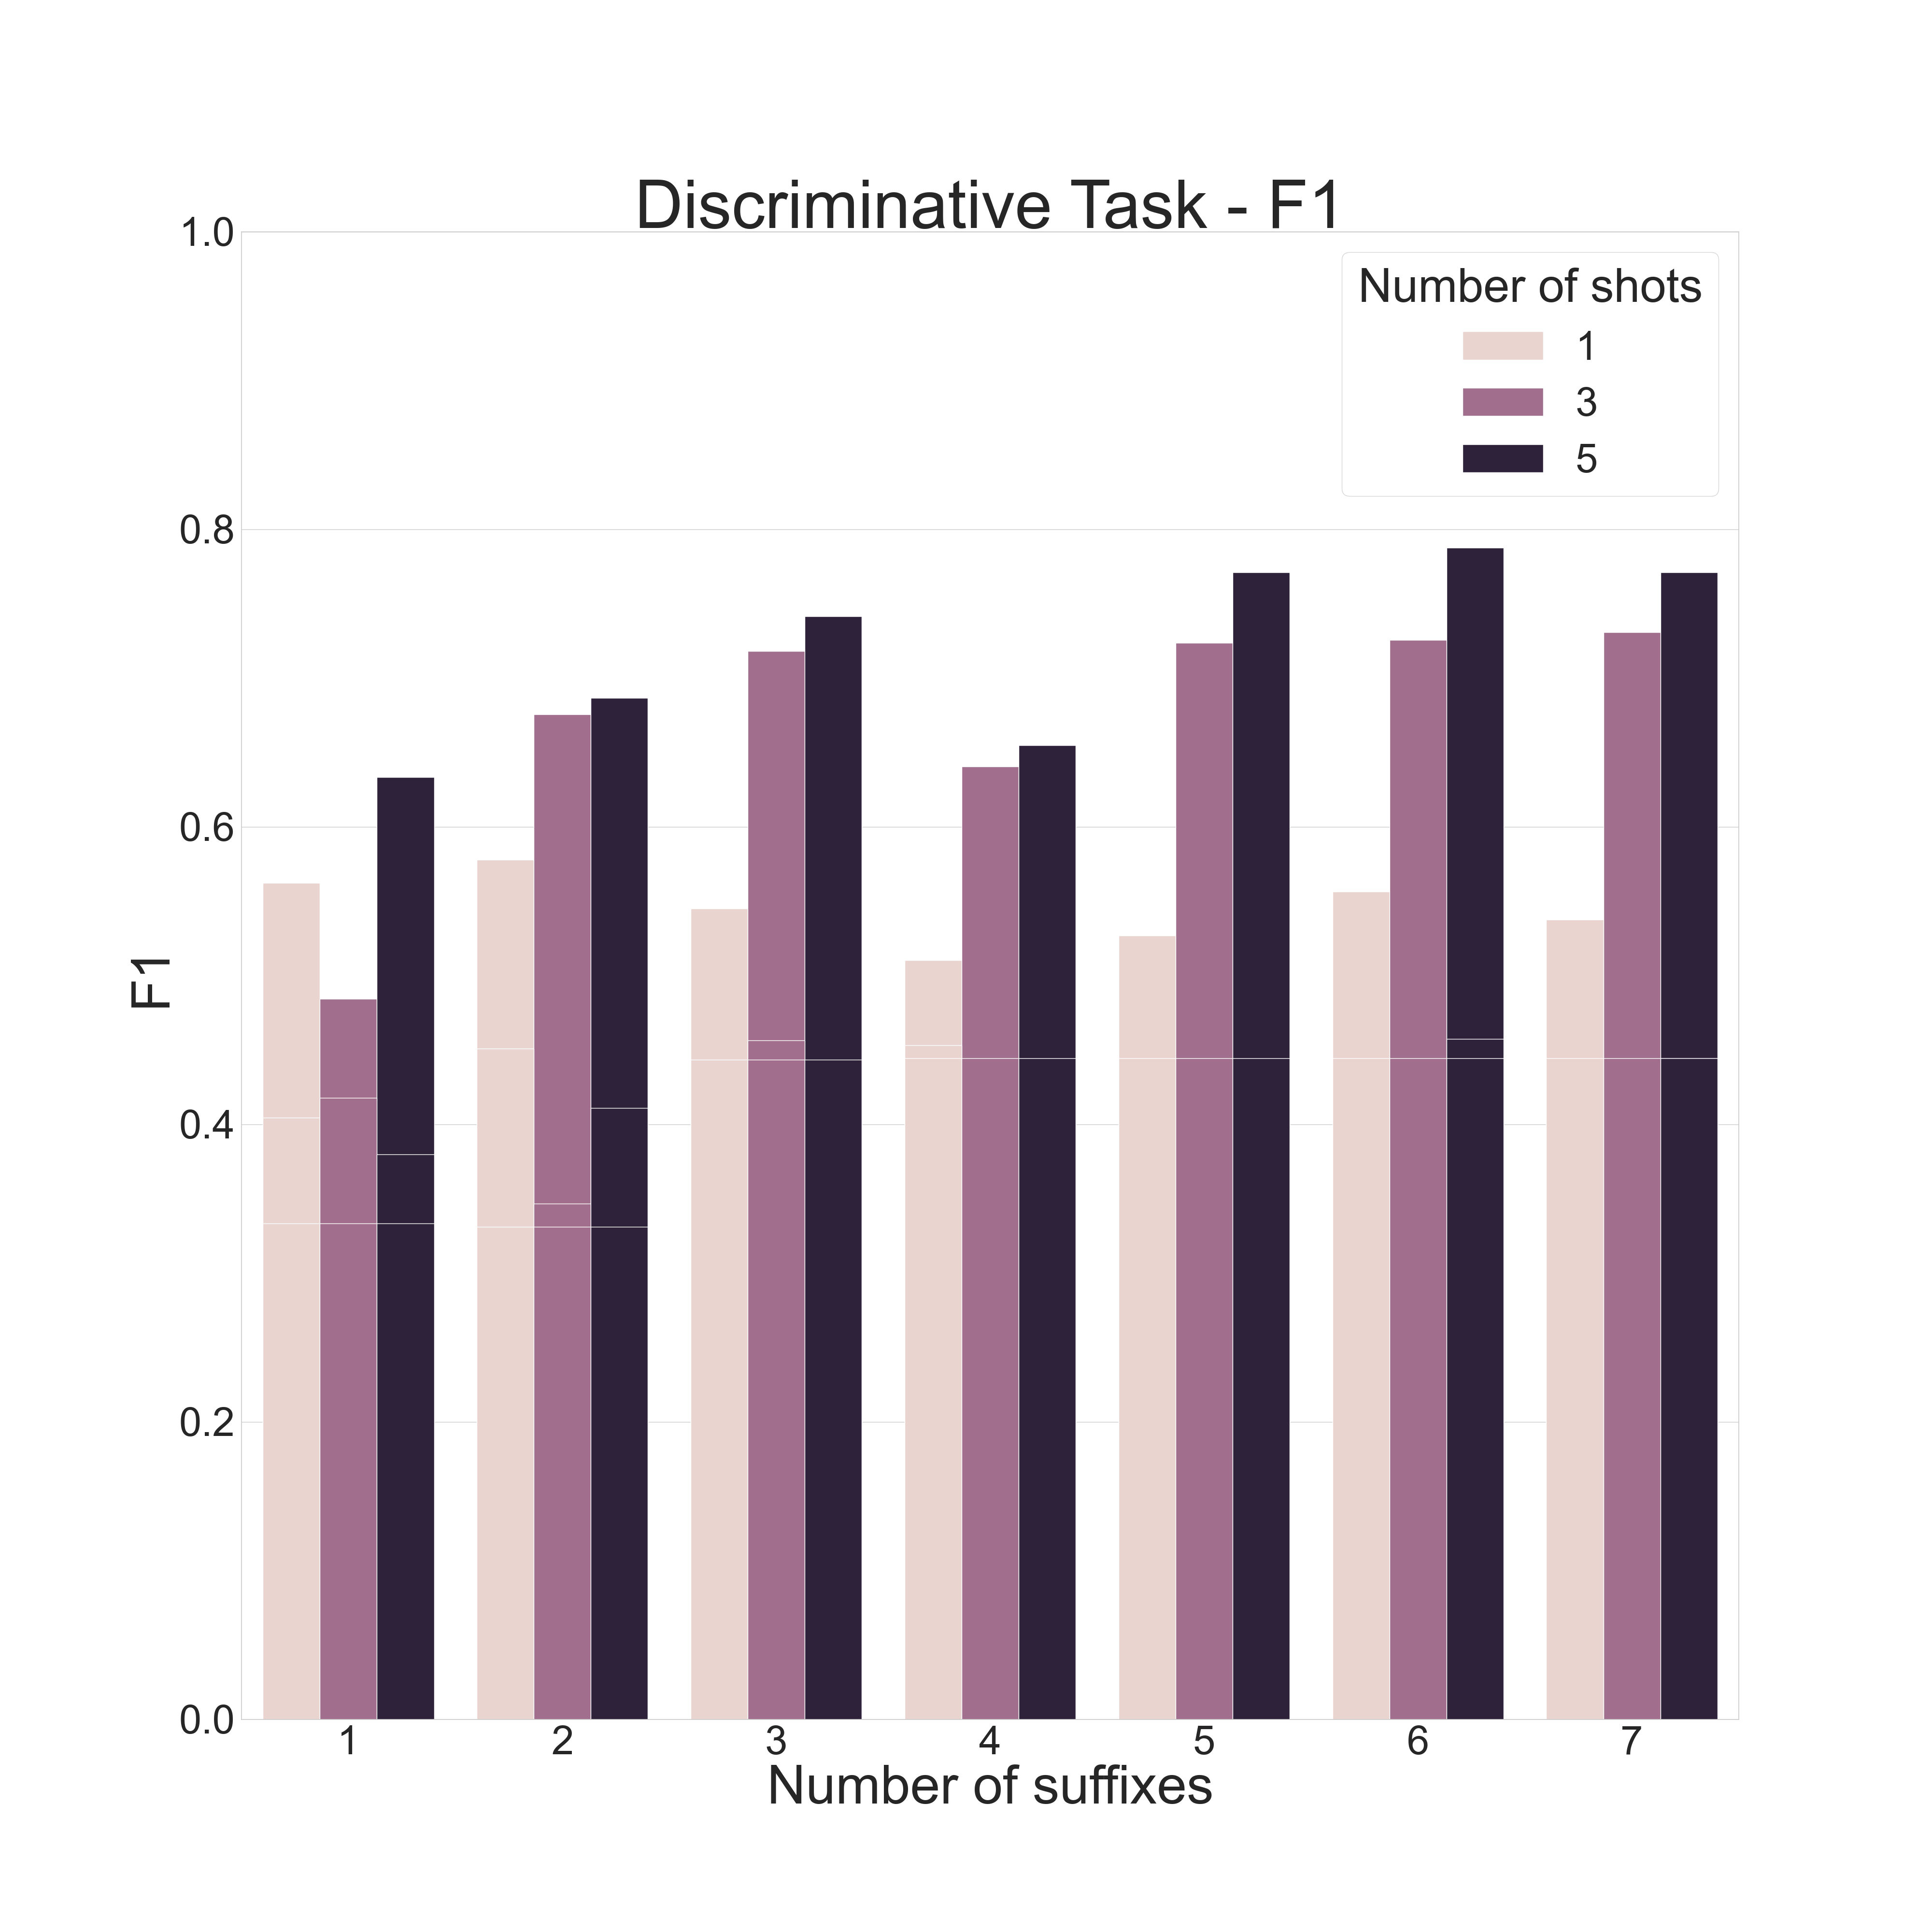 Discriminative Task - F1
1.0
Number of shots
1
3
5
0.8
0.6
F1
0.4
0.2
0.0
1 2 3 4 5 6 7
Number of suffixes